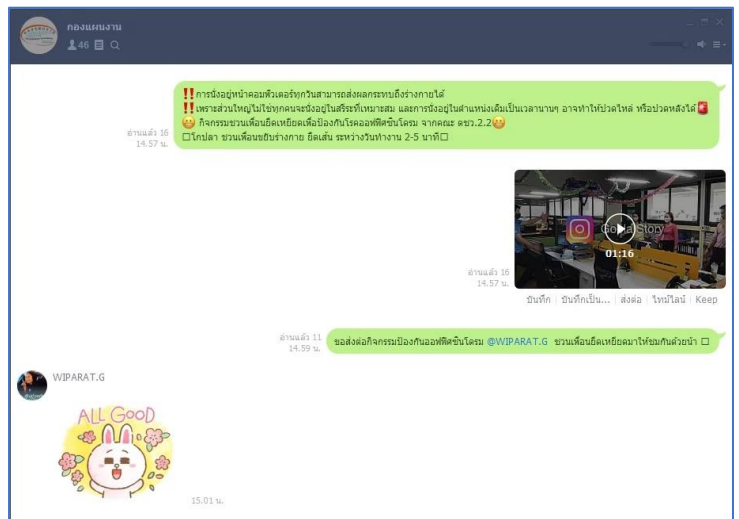 กองแผนงาน
46
‼การนั่งอยู่หน้าคอมพิวเตอร์ทุกวันสามารถส่งผลกระทบถึงร่างกายได้
‼เพราะส่วนใหญ่ไม่ใช่ทุกคนจะนั่งอยู่ในสรีระที่เหมาะสม และการนั่งอยู่ในตำแหน่งเดิมเป็นเวลานานๆ อาจทำให้ปวดไหล่ หรือปวดหลังได้🚨
😬 กิจกรรมชวนเพื่อนยืดเหยียดเพื่อป้องกันโรคออฟฟิศซินโดรม จากคณะ ตชว.2.2😬
□โกปลา ชวนเพื่อนขยับร่างกาย ยืดเส้น ระหว่างวันทำงาน 2-5 นาที□
อ่านแล้ว 16
14.57 น.
Story
01:16
อ่านแล้ว 16
14.57 น.
บันทึก | บันทึกเป็น... | ส่งต่อ | ไทม์ไลน์ | Keep
อ่านแล้ว 11
14.59 น.
ขอส่งต่อกิจกรรมป้องกันออฟฟิศซินโดรม @WIPARAT.G ชวนเพื่อนยืดเหยียดมาให้ชมกันด้วยน้า □
WIPARAT.G
ALL GOOD
15.01 น.